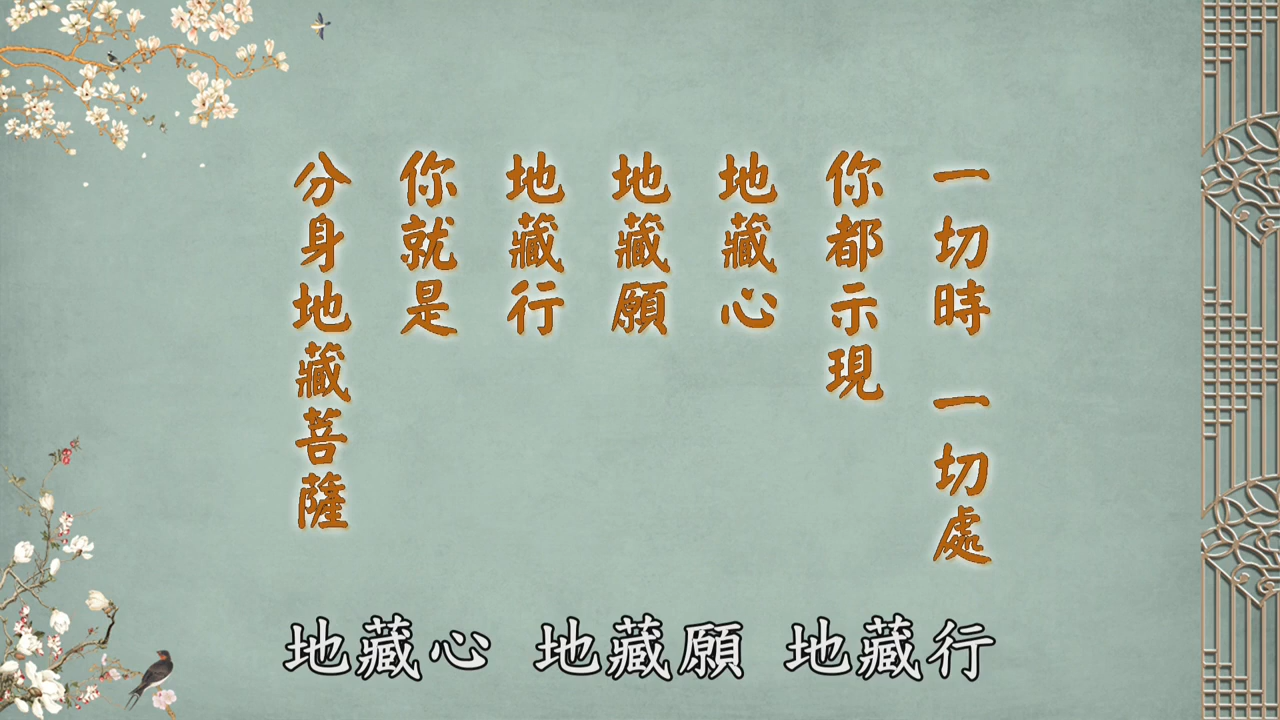 一切時 一切處
你都示現
地藏心
地藏願
地藏行
你就是
分身地藏菩薩
地藏心 地藏願 地藏行